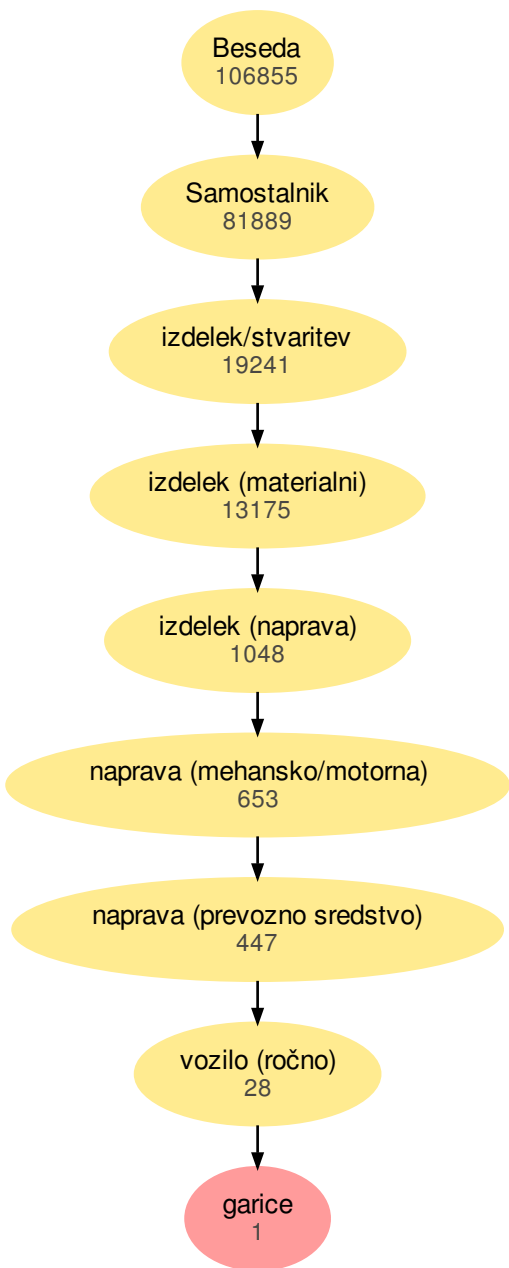 Beseda
106855
Samostalnik
81889
izdelek/stvaritev
19241
izdelek (materialni)
13175
izdelek (naprava)
1048
naprava (mehansko/motorna)
653
naprava (prevozno sredstvo)
447
vozilo (ročno)
28
garice
1